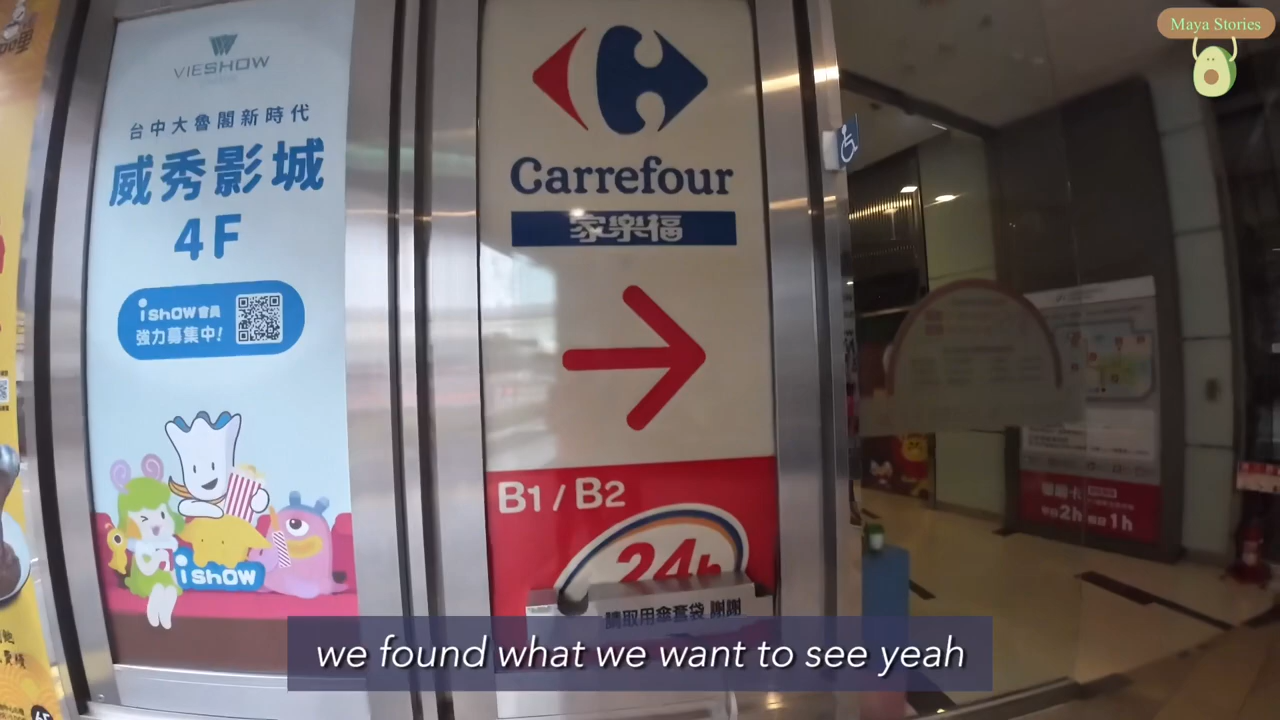 Maya Stories
VIESHOW
台中大魯閣新時代
威秀影城
4F
ishow會員
強力募集中!
ishow
Carrefour
家樂福
B1/B2
24h
請取用傘套袋 謝謝
2h
1h
we found what we want to see yeah